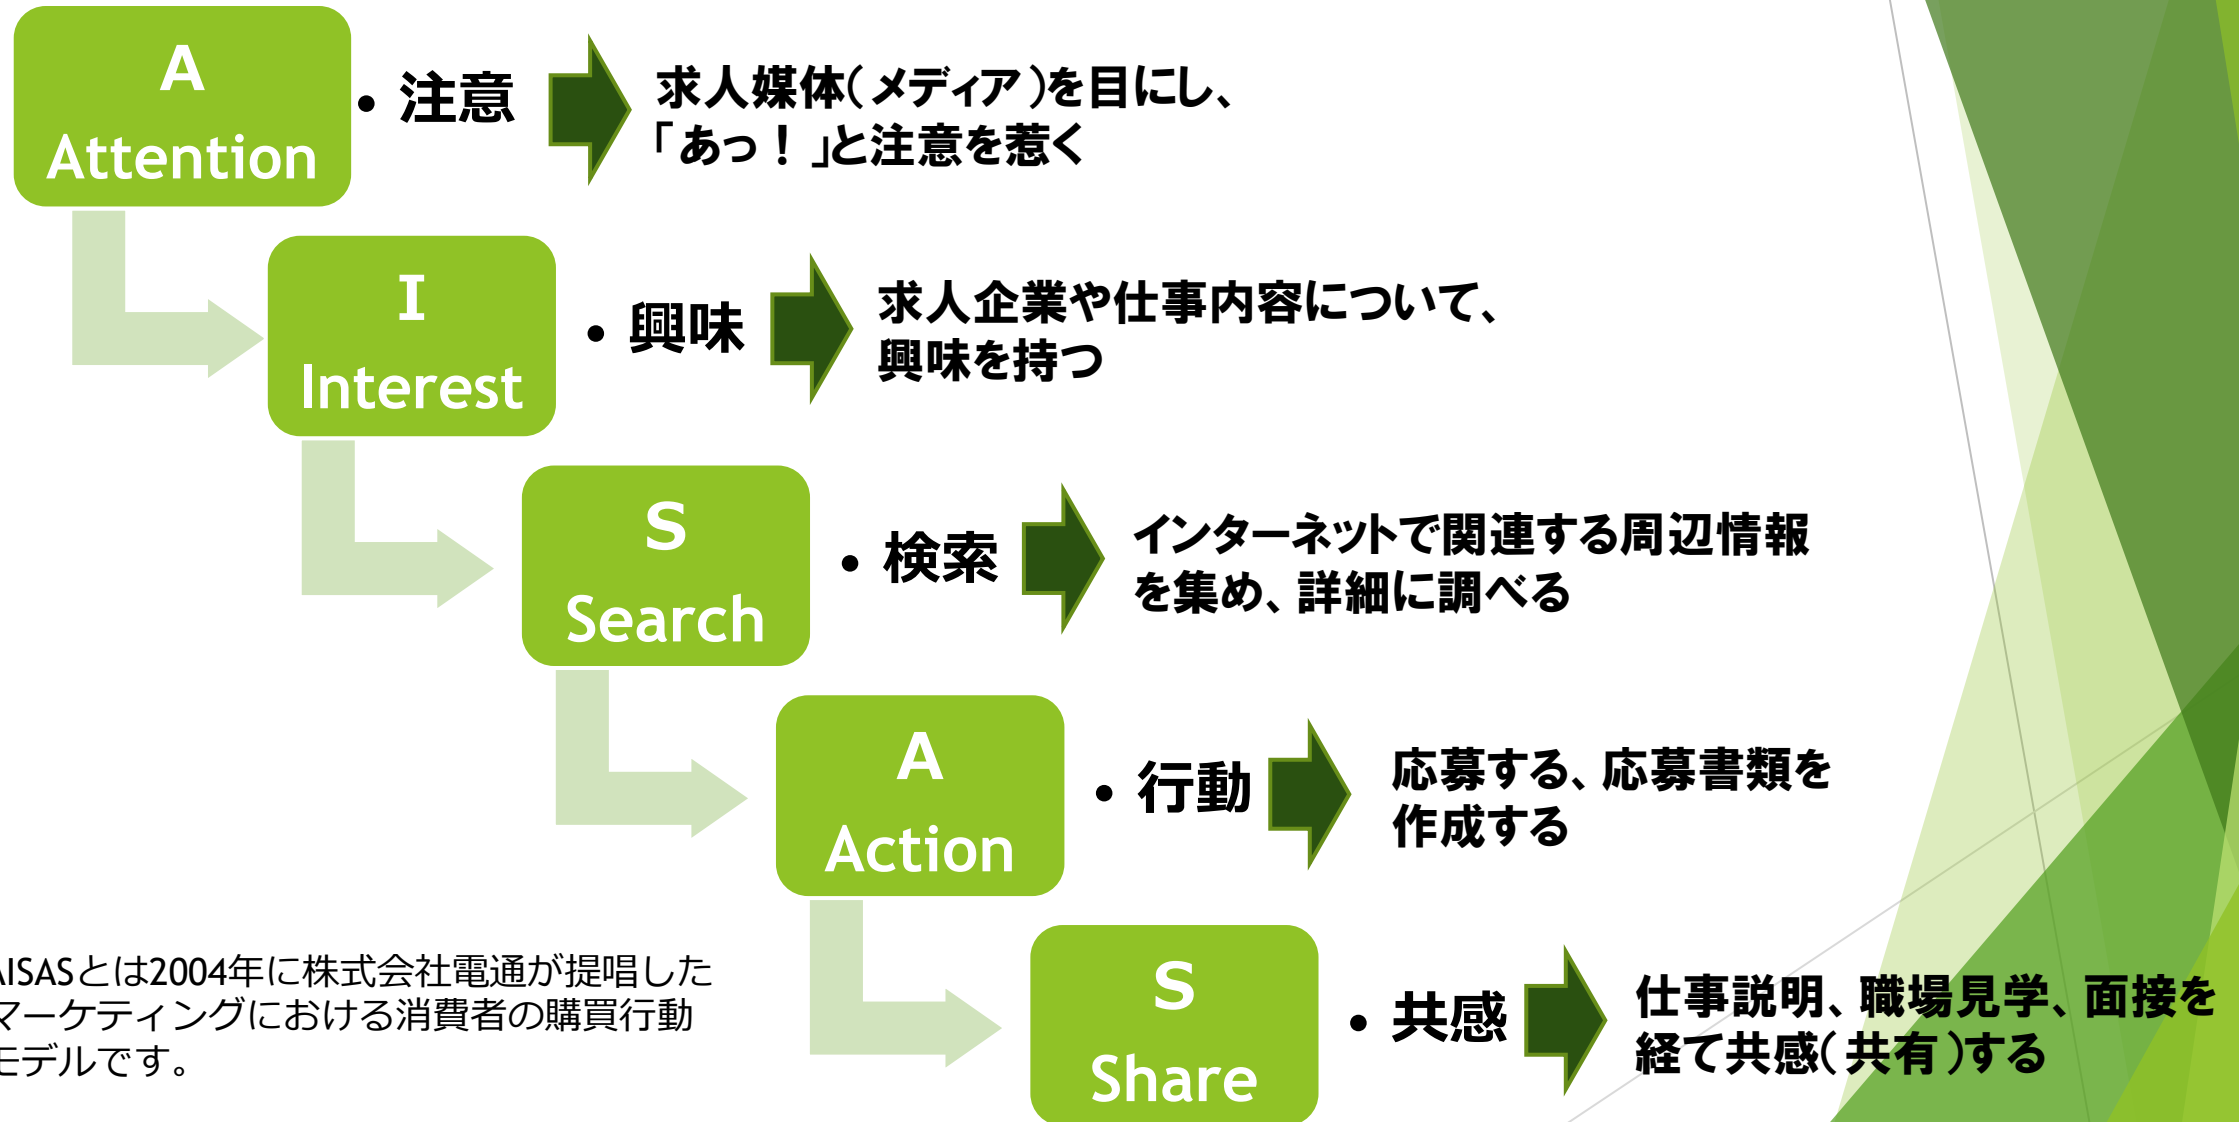 A
Attention
• 注意
求人媒体(メディア)を目にし、
「あっ！」と注意を惹く
I
Interest
• 興味
求人企業や仕事内容について、
興味を持つ
S
Search
• 検索
インターネットで関連する周辺情報
を集め、詳細に調べる
A
Action
• 行動
応募する、応募書類を
作成する
S
Share
• 共感
仕事説明、職場見学、面接を
経て共感(共有)する
AISASとは2004年に株式会社電通が提唱した
マーケティングにおける消費者の購買行動
モデルです。